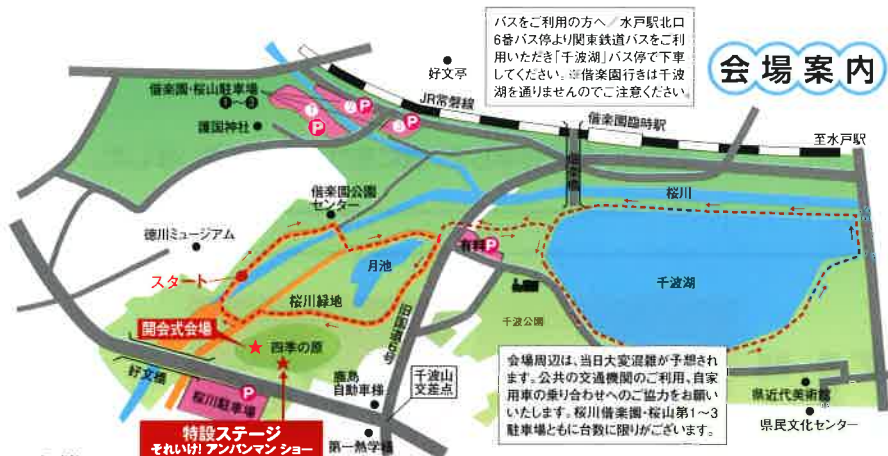 会場案内
バスをご利用の方へ／水戸駅北口
6番バス停より関東鉄道バスをご利
用いただき「千波湖」バス停で下車
してください。※偕楽園行きは千波
湖を通りませんのでご注意ください。
好文亭
JR常磐線
偕楽園臨時駅
至水戸駅
偕楽園・桜山駐車場
❶～❸
① P
② P
③ P
護国神社
偕楽橋
桜川
偕楽園公園
センター
徳川ミュージアム
有料 P
月池
千波湖
スタート
桜川緑地
旧国道6号
千波公園
開会式会場
四季の原
好文橋
P
桜川駐車場
鹿島
自動車様
千波山
交差点
特設ステージ
それいけ！アンパンマン ショー
第一熱学様
会場周辺は、当日大変混雑が予想され
ます。公共の交通機関のご利用、自家
用車の乗り合わせへのご協力をお願い
いたします。桜川偕楽園・桜山第1～3
駐車場ともに台数に限りがございます。
県近代美術館
県民文化センター